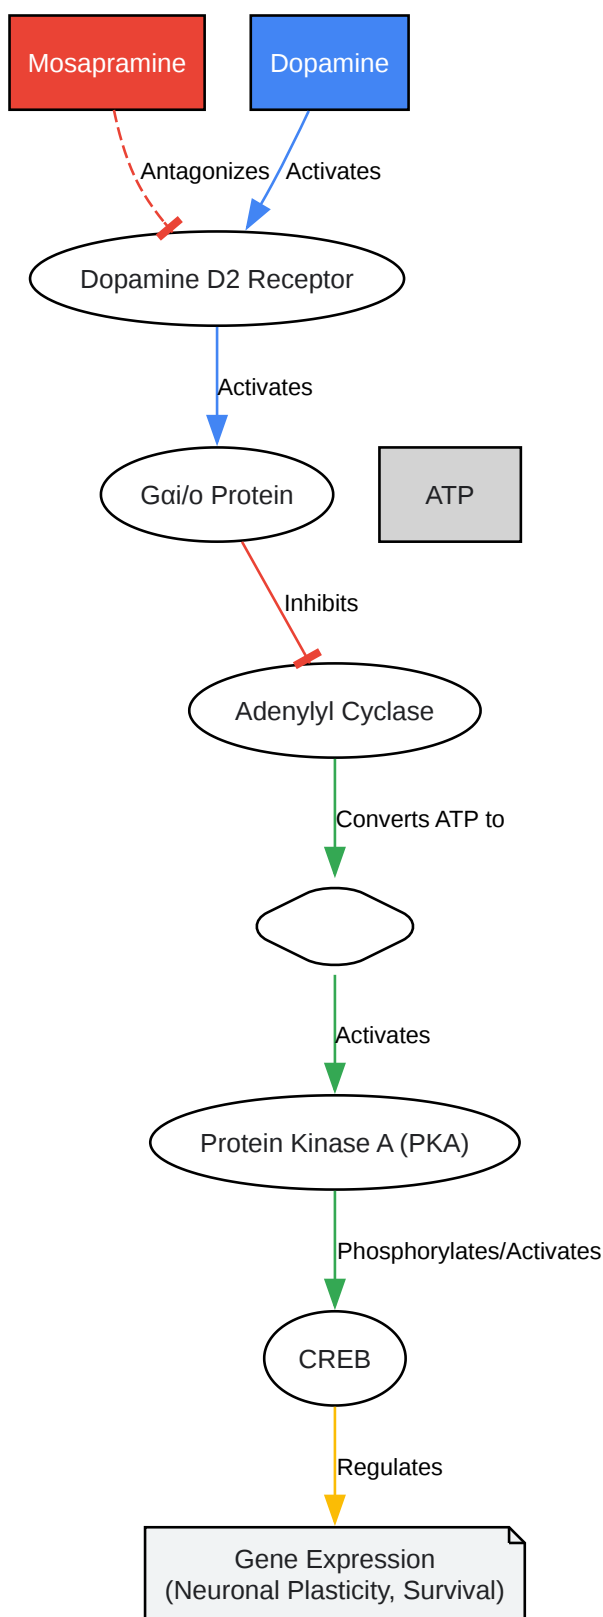 Mosapramine
Dopamine
Antagonizes
Activates
Dopamine D2 Receptor
Activates
Gαi/o Protein
ATP
Inhibits
Adenylyl Cyclase
Converts ATP to
Activates
Protein Kinase A (PKA)
Phosphorylates/Activates
CREB
Regulates
Gene Expression
(Neuronal Plasticity, Survival)